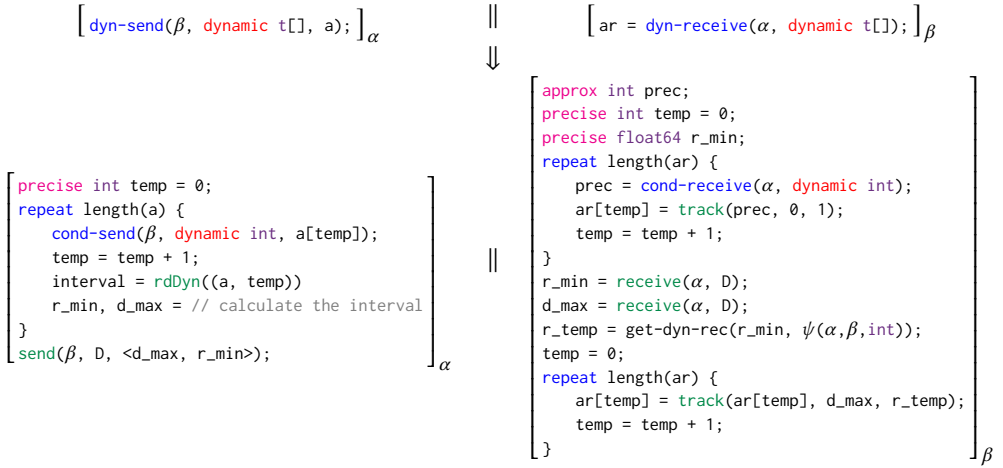 [ dyn-send(β, dynamic t[], a); ]α || [ ar = dyn-receive(α, dynamic t[]); ]β
⇓
precise int temp = 0;
repeat length(a) {
cond-send(β, dynamic int, a[temp]);
temp = temp + 1;
interval = rdDyn((a, temp))
r_min, d_max = // calculate the interval
}
send(β, D, <d_max, r_min>);
α
||
approx int prec;
precise int temp = 0;
precise float64 r_min;
repeat length(ar) {
prec = cond-receive(α, dynamic int);
ar[temp] = track(prec, 0, 1);
temp = temp + 1;
}
r_min = receive(α, D);
d_max = receive(α, D);
r_temp = get-dyn-rec(r_min, ψ(α,β,int));
temp = 0;
repeat length(ar) {
ar[temp] = track(ar[temp], d_max, r_temp);
temp = temp + 1;
}
β